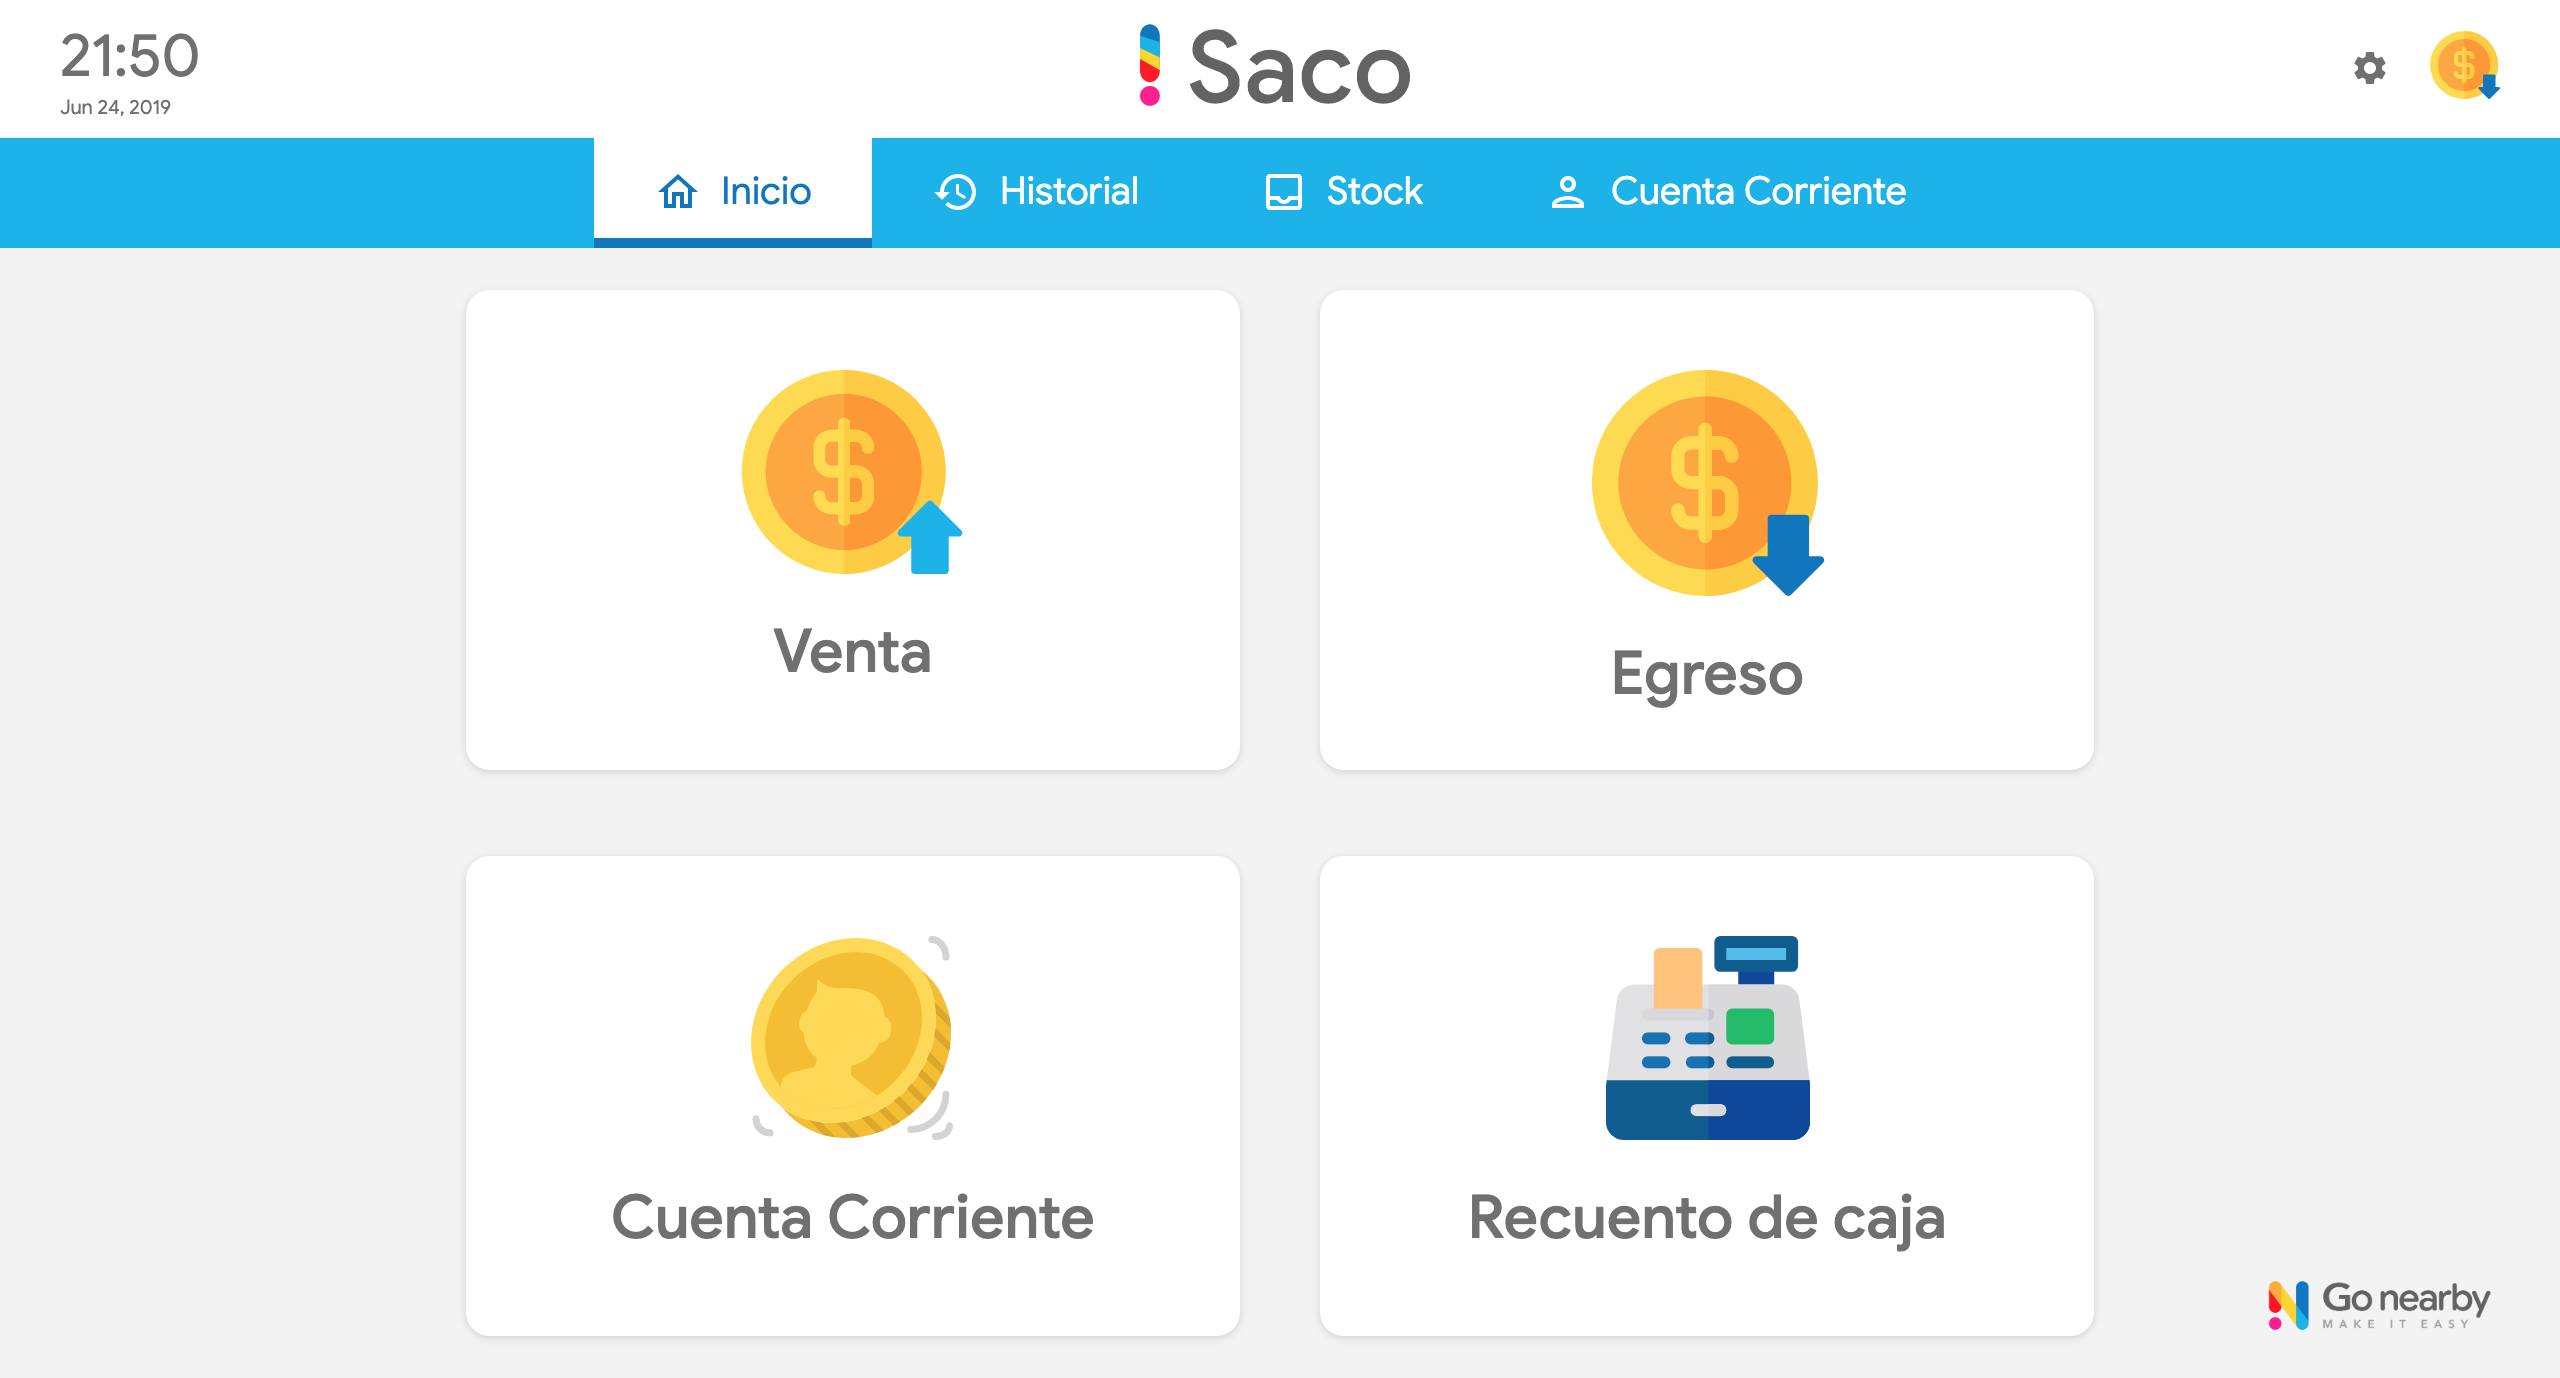 21:50
Jun 24, 2019
Saco
Inicio
Historial
Stock
Cuenta Corriente
Venta
Egreso
Cuenta Corriente
Recuento de caja
Go nearby
MAKE IT EASY